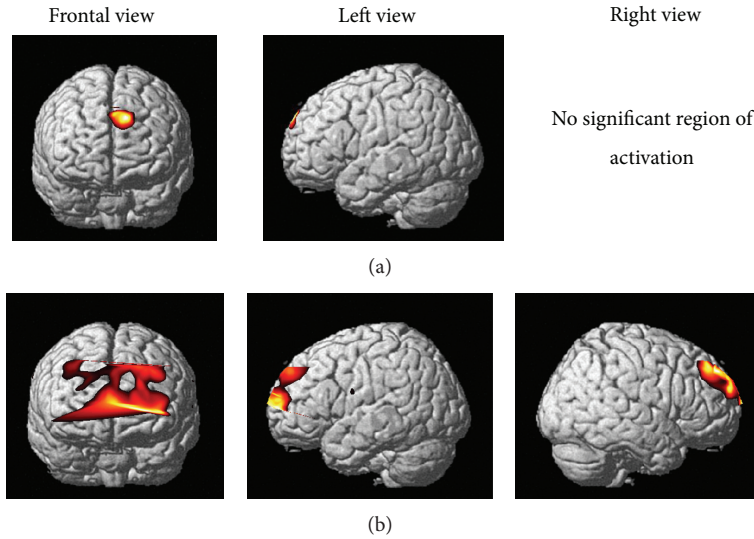 Frontal view
Left view
Right view
No significant region of
activation
(a)
(b)